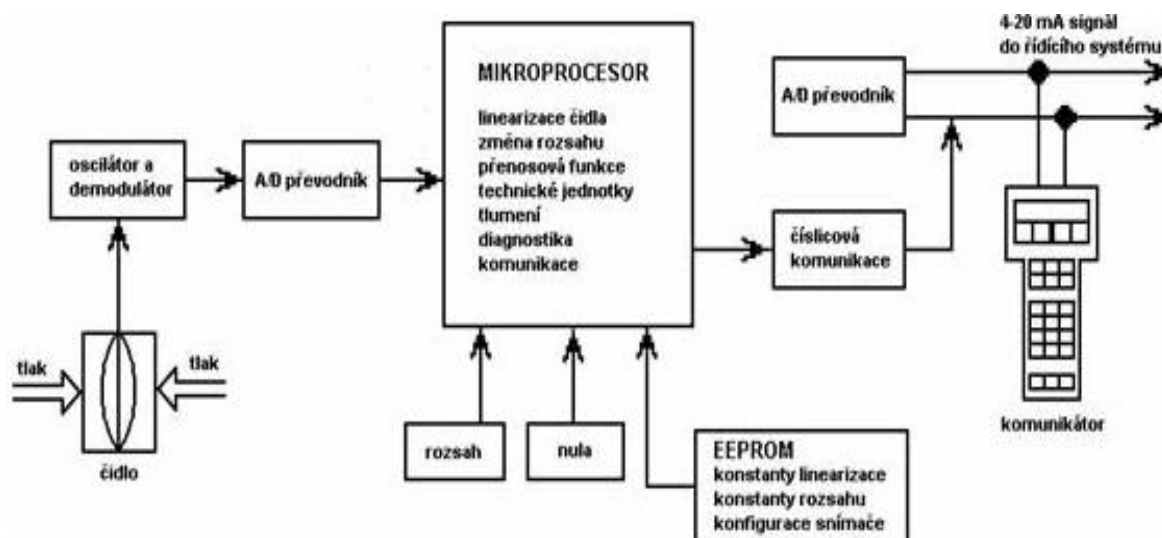 4-20 mA signál
do řídícího systému
MIKROPROCESOR
linearizace čidla
změna rozsahu
přenosová funkce
technické jednotky
tlumení
diagnostika
komunikace
A/D převodník
oscilátor a
demodulátor
A/D převodník
číslicová
komunikace
tlak
tlak
čidlo
rozsah
nula
EEPROM
konstanty linearizace
konstanty rozsahu
konfigurace snímače
komunikátor